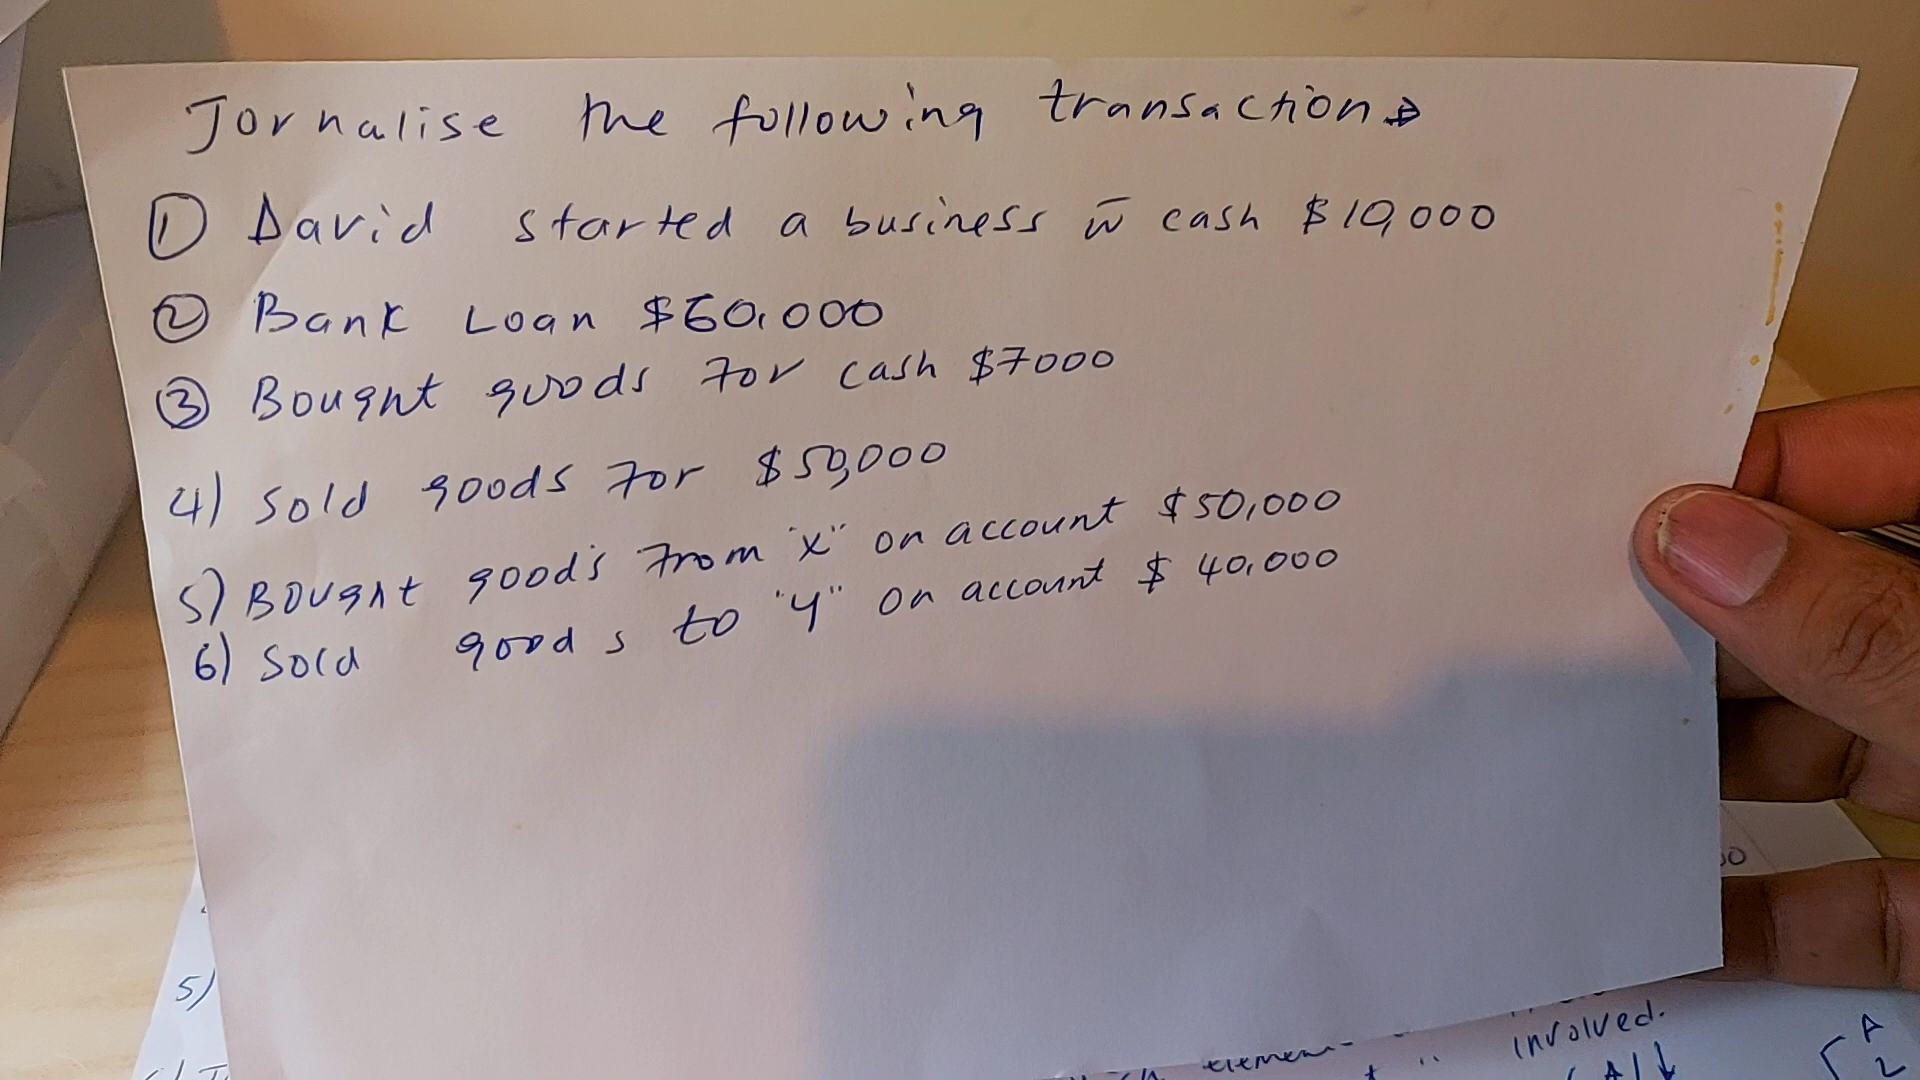 Jornalise the following transactions
① David started a business w̄ cash $10,000
② Bank Loan $60,000
③ Bought goods for cash $7000
4) Sold goods for $50,000
5) Bought goods from "X" on account $50,000
6) Sold goods to "Y" on account $ 40,000
5)
involved.